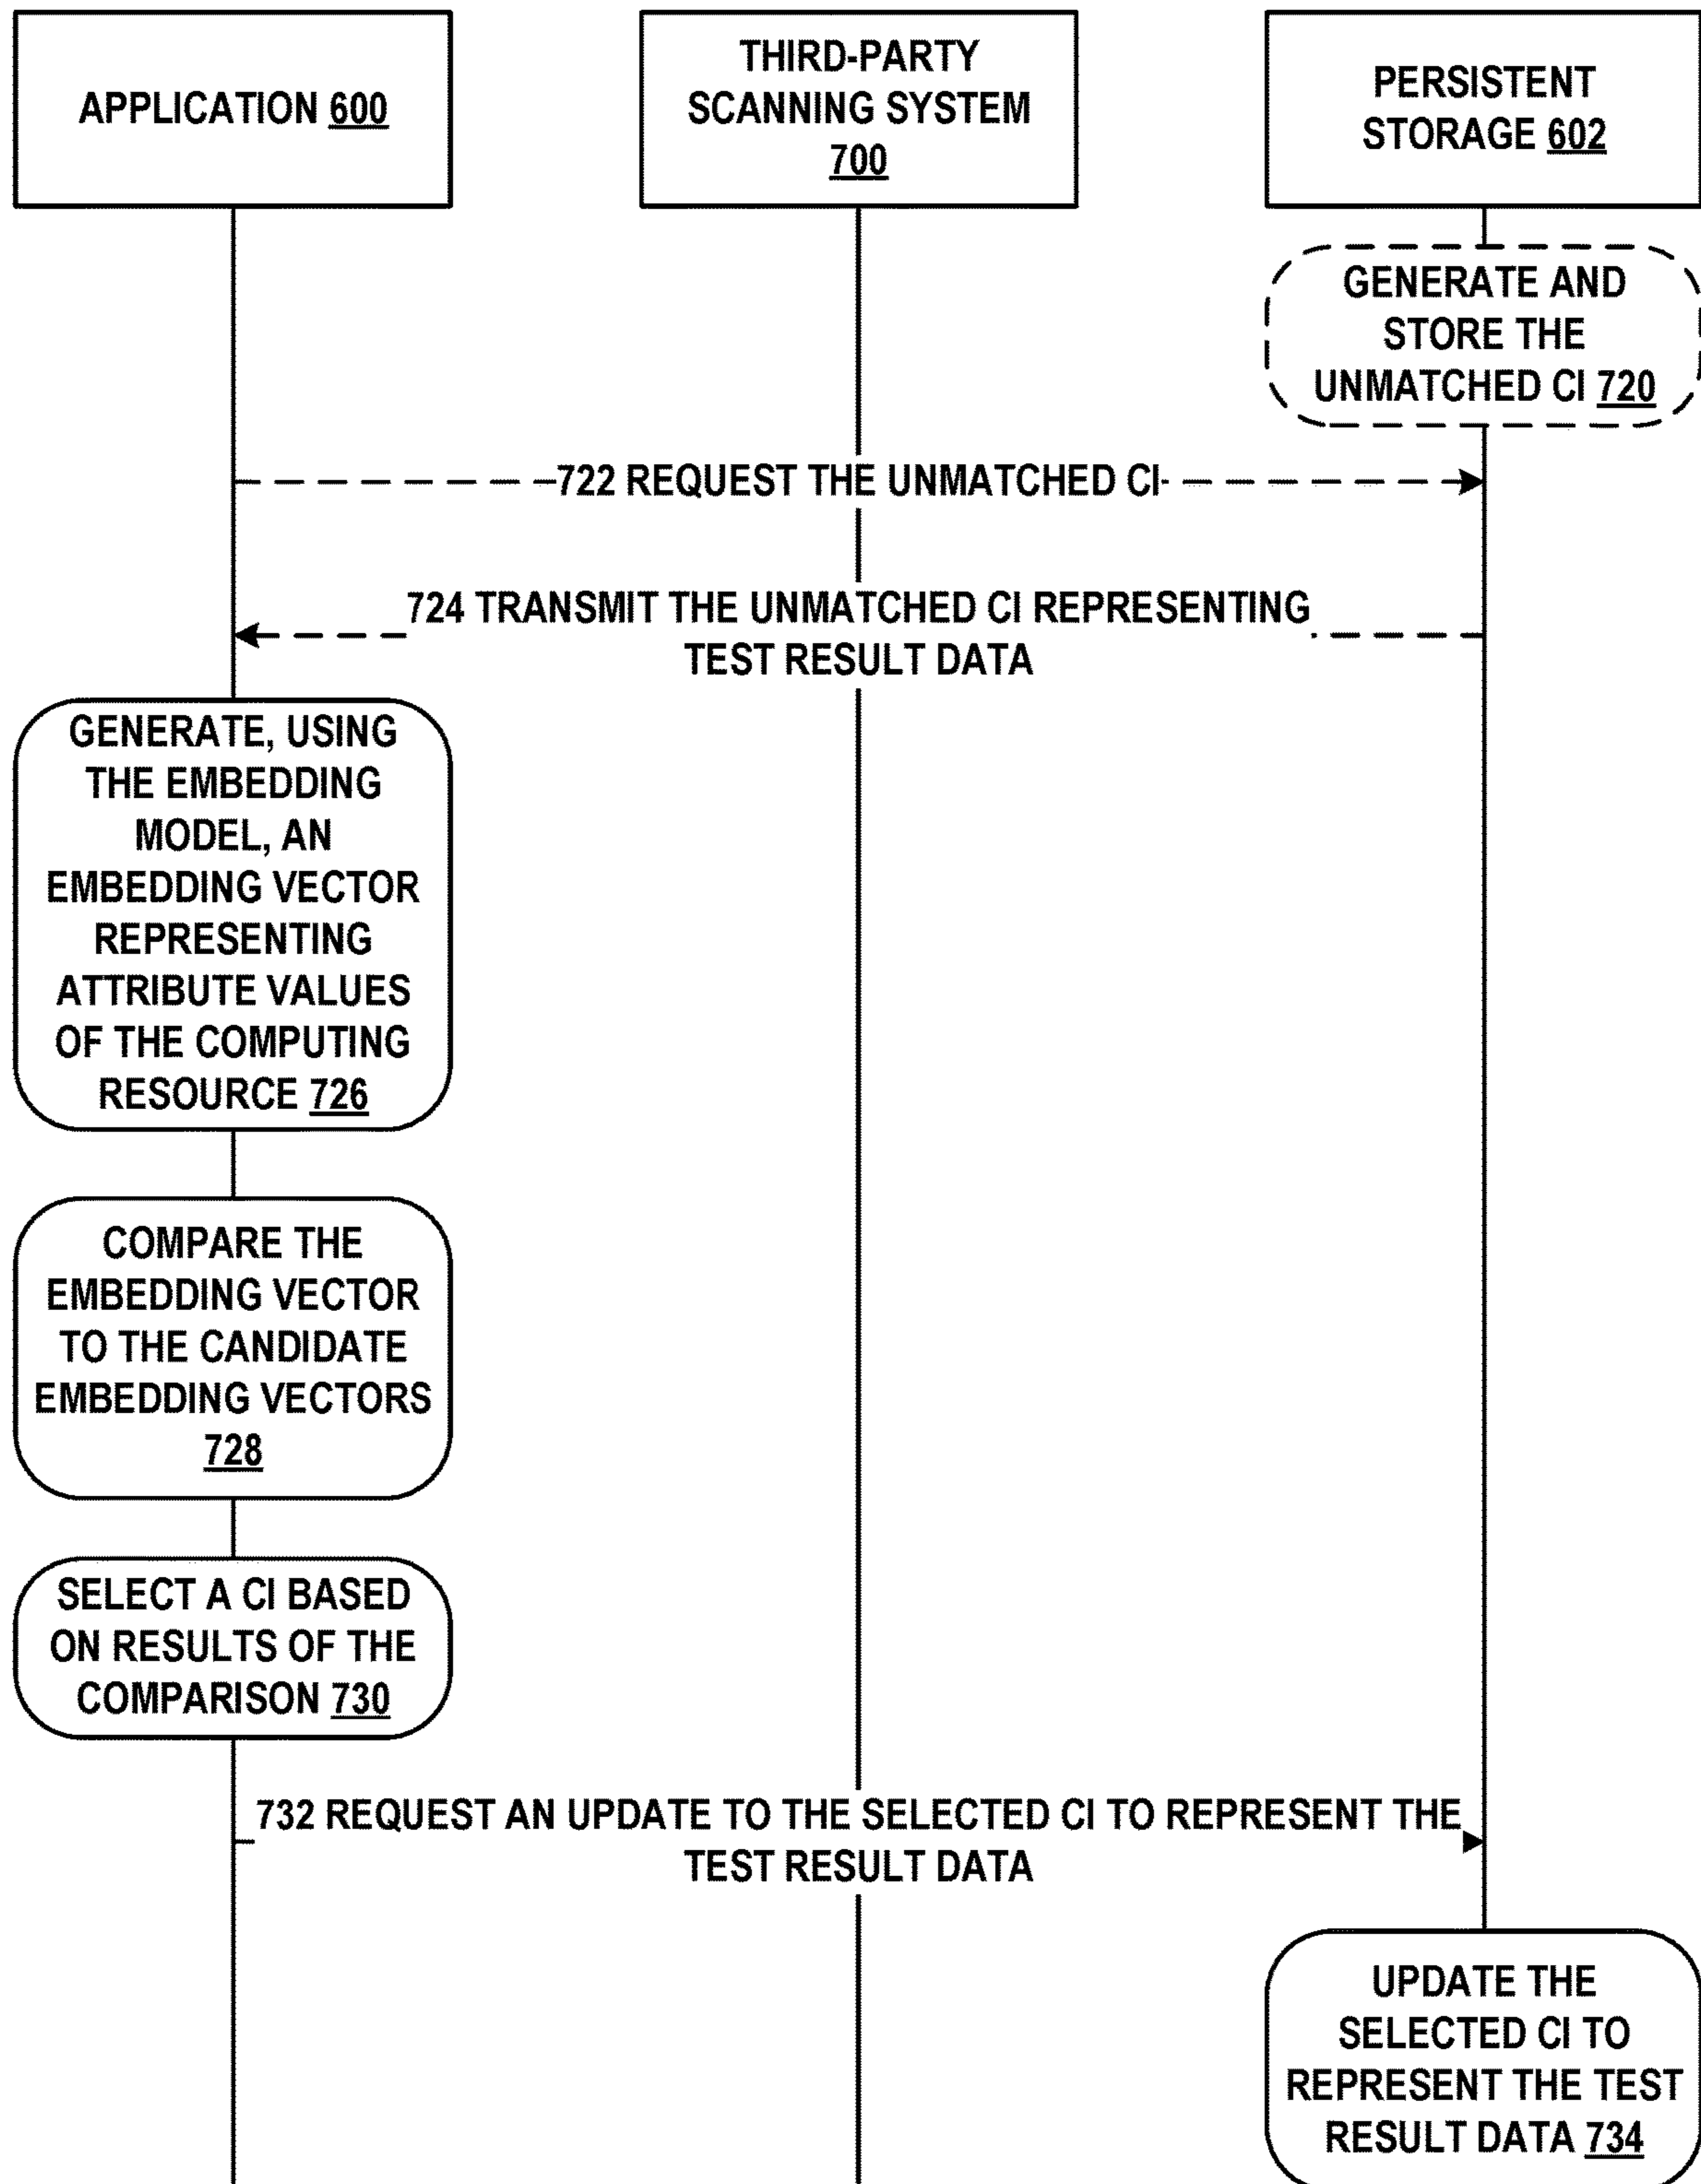 APPLICATION 600
THIRD-PARTY
SCANNING SYSTEM
700
PERSISTENT
STORAGE 602
GENERATE AND
STORE THE
UNMATCHED CI 720
722 REQUEST THE UNMATCHED CI
724 TRANSMIT THE UNMATCHED CI REPRESENTING
TEST RESULT DATA
GENERATE, USING
THE EMBEDDING
MODEL, AN
EMBEDDING VECTOR
REPRESENTING
ATTRIBUTE VALUES
OF THE COMPUTING
RESOURCE 726
COMPARE THE
EMBEDDING VECTOR
TO THE CANDIDATE
EMBEDDING VECTORS
728
SELECT A CI BASED
ON RESULTS OF THE
COMPARISON 730
732 REQUEST AN UPDATE TO THE SELECTED CI TO REPRESENT THE
TEST RESULT DATA
UPDATE THE
SELECTED CI TO
REPRESENT THE TEST
RESULT DATA 734